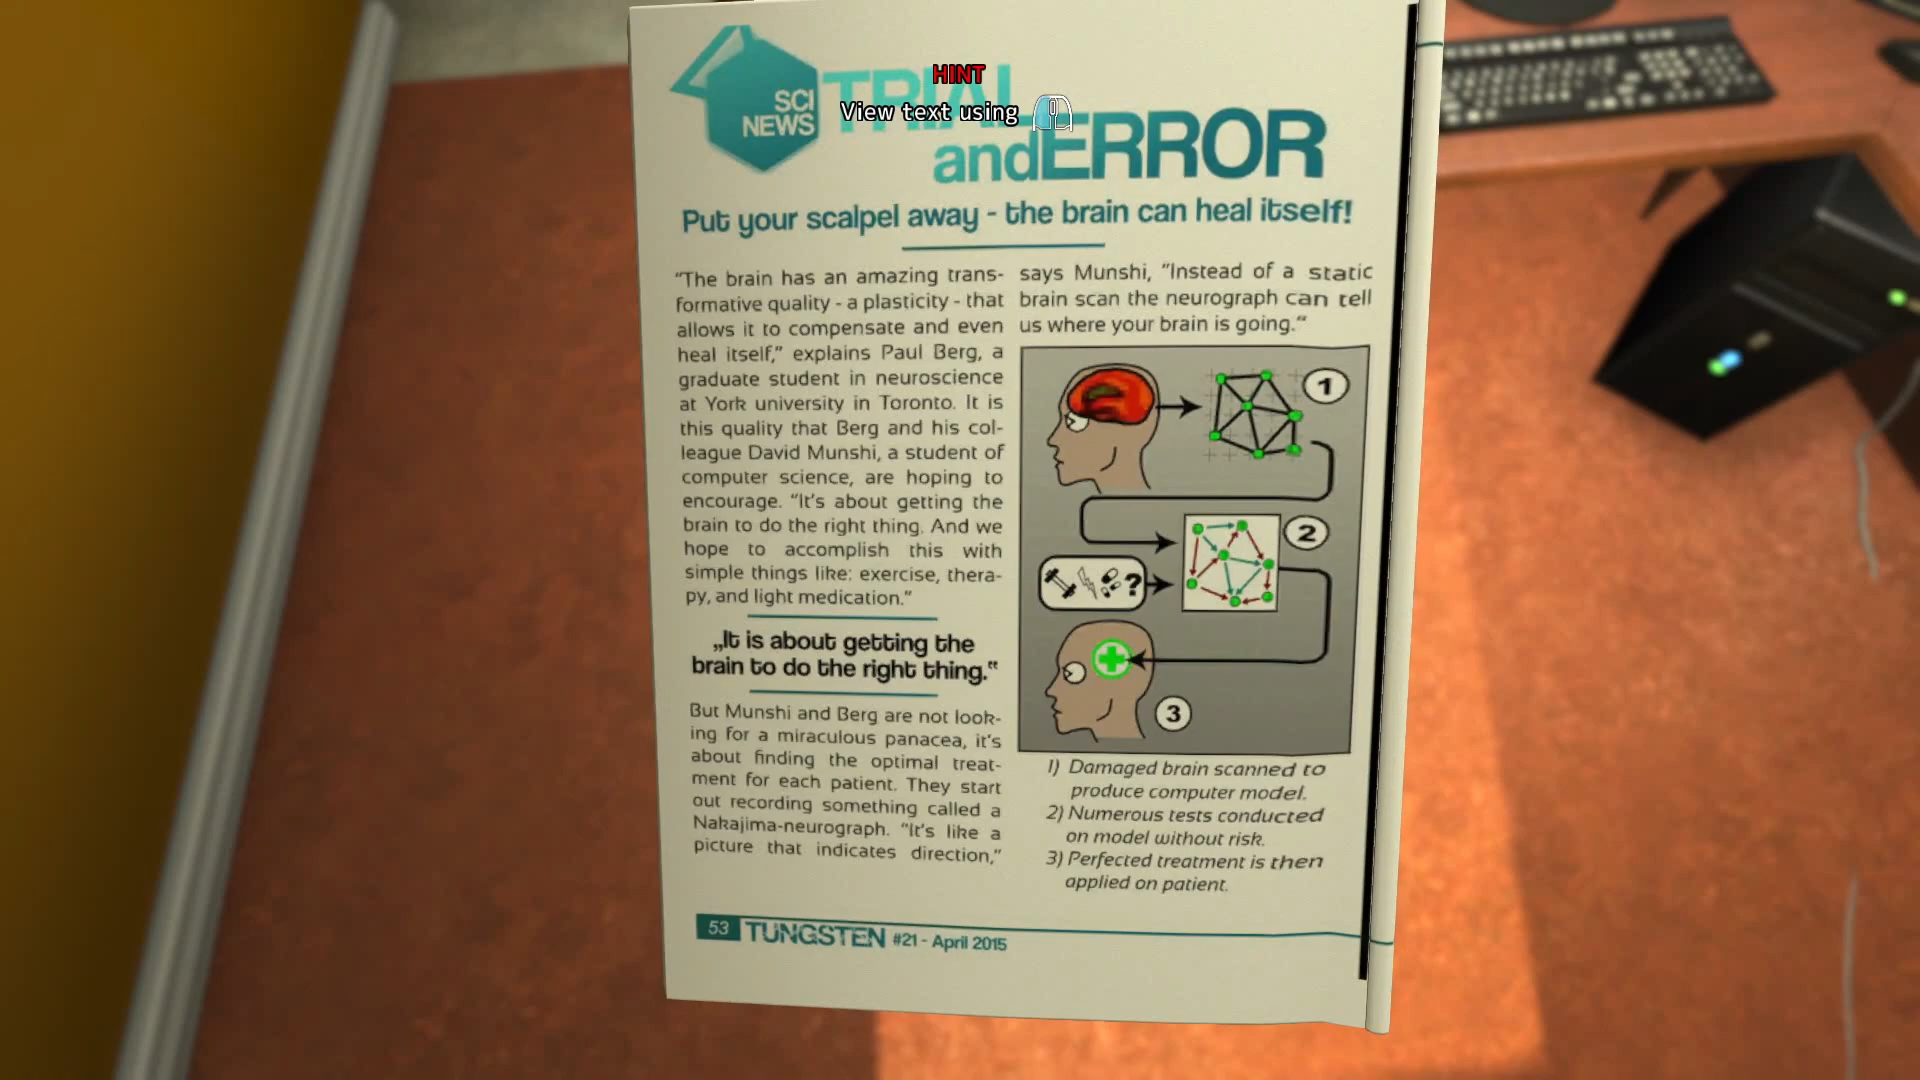 HINT
View text using
SCI
NEWS
TRIAL
and ERROR
Put your scalpel away - the brain can heal itself!
“The brain has an amazing trans-
formative quality - a plasticity - that
allows it to compensate and even
heal itself,” explains Paul Berg, a
graduate student in neuroscience
at York university in Toronto. It is
this quality that Berg and his col-
league David Munshi, a student of
computer science, are hoping to
encourage. “It's about getting the
brain to do the right thing. And we
hope to accomplish this with
simple things like: exercise, thera-
py, and light medication.”
„It is about getting the
brain to do the right thing.“
But Munshi and Berg are not look-
ing for a miraculous panacea, it's
about finding the optimal treat-
ment for each patient. They start
out recording something called a
Nakajima-neurograph. “It's like a
picture that indicates direction,”
says Munshi, “Instead of a static
brain scan the neurograph can tell
us where your brain is going.“
1
2
?
3
1) Damaged brain scanned to
produce computer model.
2) Numerous tests conducted
on model without risk.
3) Perfected treatment is then
applied on patient.
53 TUNGSTEN #21 - April 2015